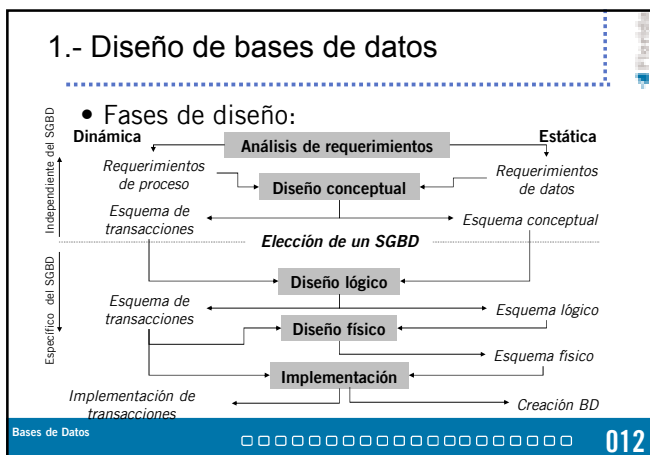 1.- Diseño de bases de datos
Florida
• Fases de diseño:
Dinámica
Estática
Independiente del SGBD
Análisis de requerimientos
Requerimientos
de proceso
Requerimientos
de datos
Diseño conceptual
Esquema de
transacciones
Esquema conceptual
Elección de un SGBD
Específico del SGBD
Diseño lógico
Esquema de
transacciones
Esquema lógico
Diseño físico
Esquema fisico
Implementación
Implementación de
transacciones
Creación BD
Bases de Datos
012